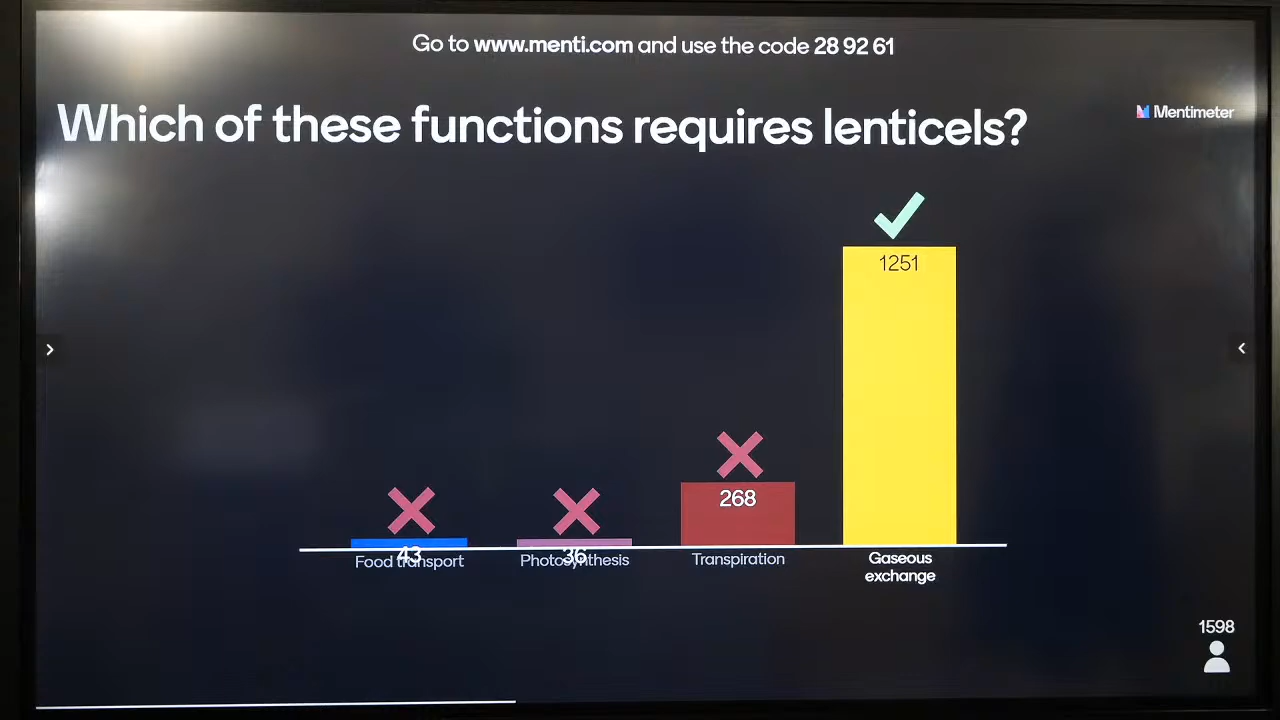 Go to www.menti.com and use the code 28 92 61
Which of these functions requires lenticels?
Mentimeter
1251
268
43
36
Food transport
Photosynthesis
Transpiration
Gaseous
exchange
1598